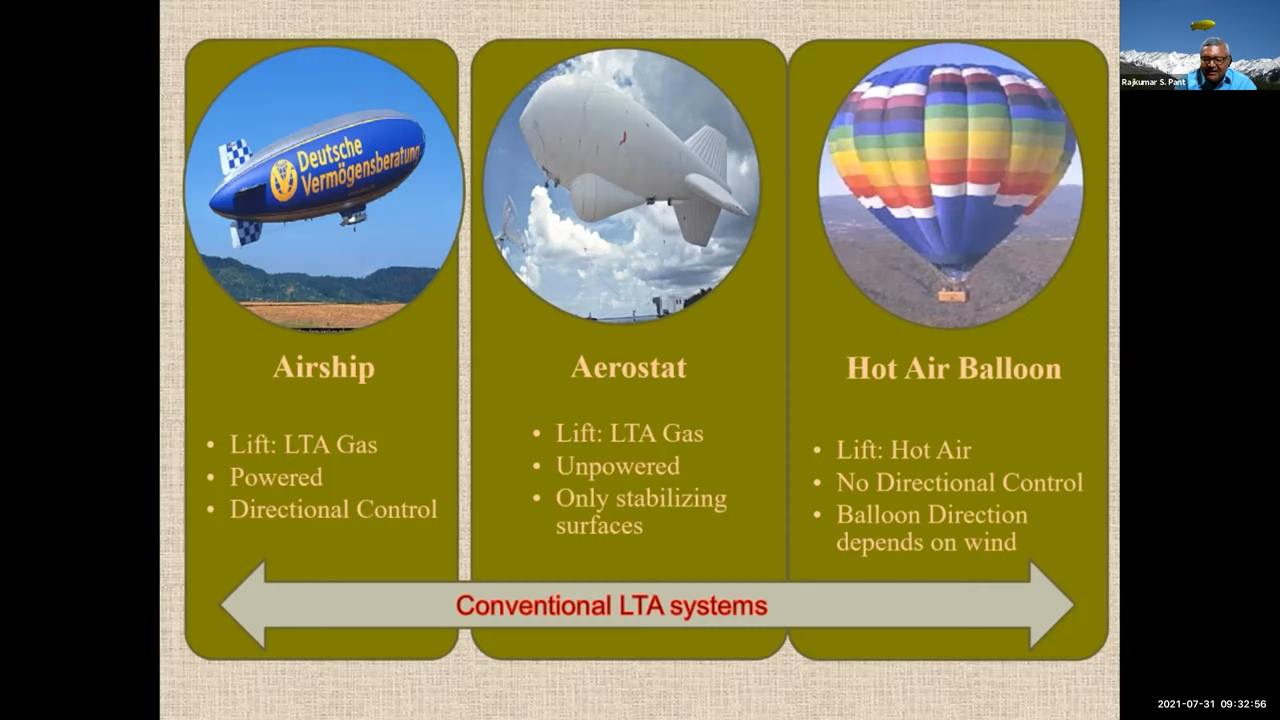 Deutsche
Vermögensberatung
Airship
• Lift: LTA Gas
• Powered
• Directional Control
Aerostat
• Lift: LTA Gas
• Unpowered
• Only stabilizing
surfaces
Hot Air Balloon
• Lift: Hot Air
• No Directional Control
• Balloon Direction
depends on wind
Conventional LTA systems
Rajkumar S. Pant
2021-07-31 09:32:56